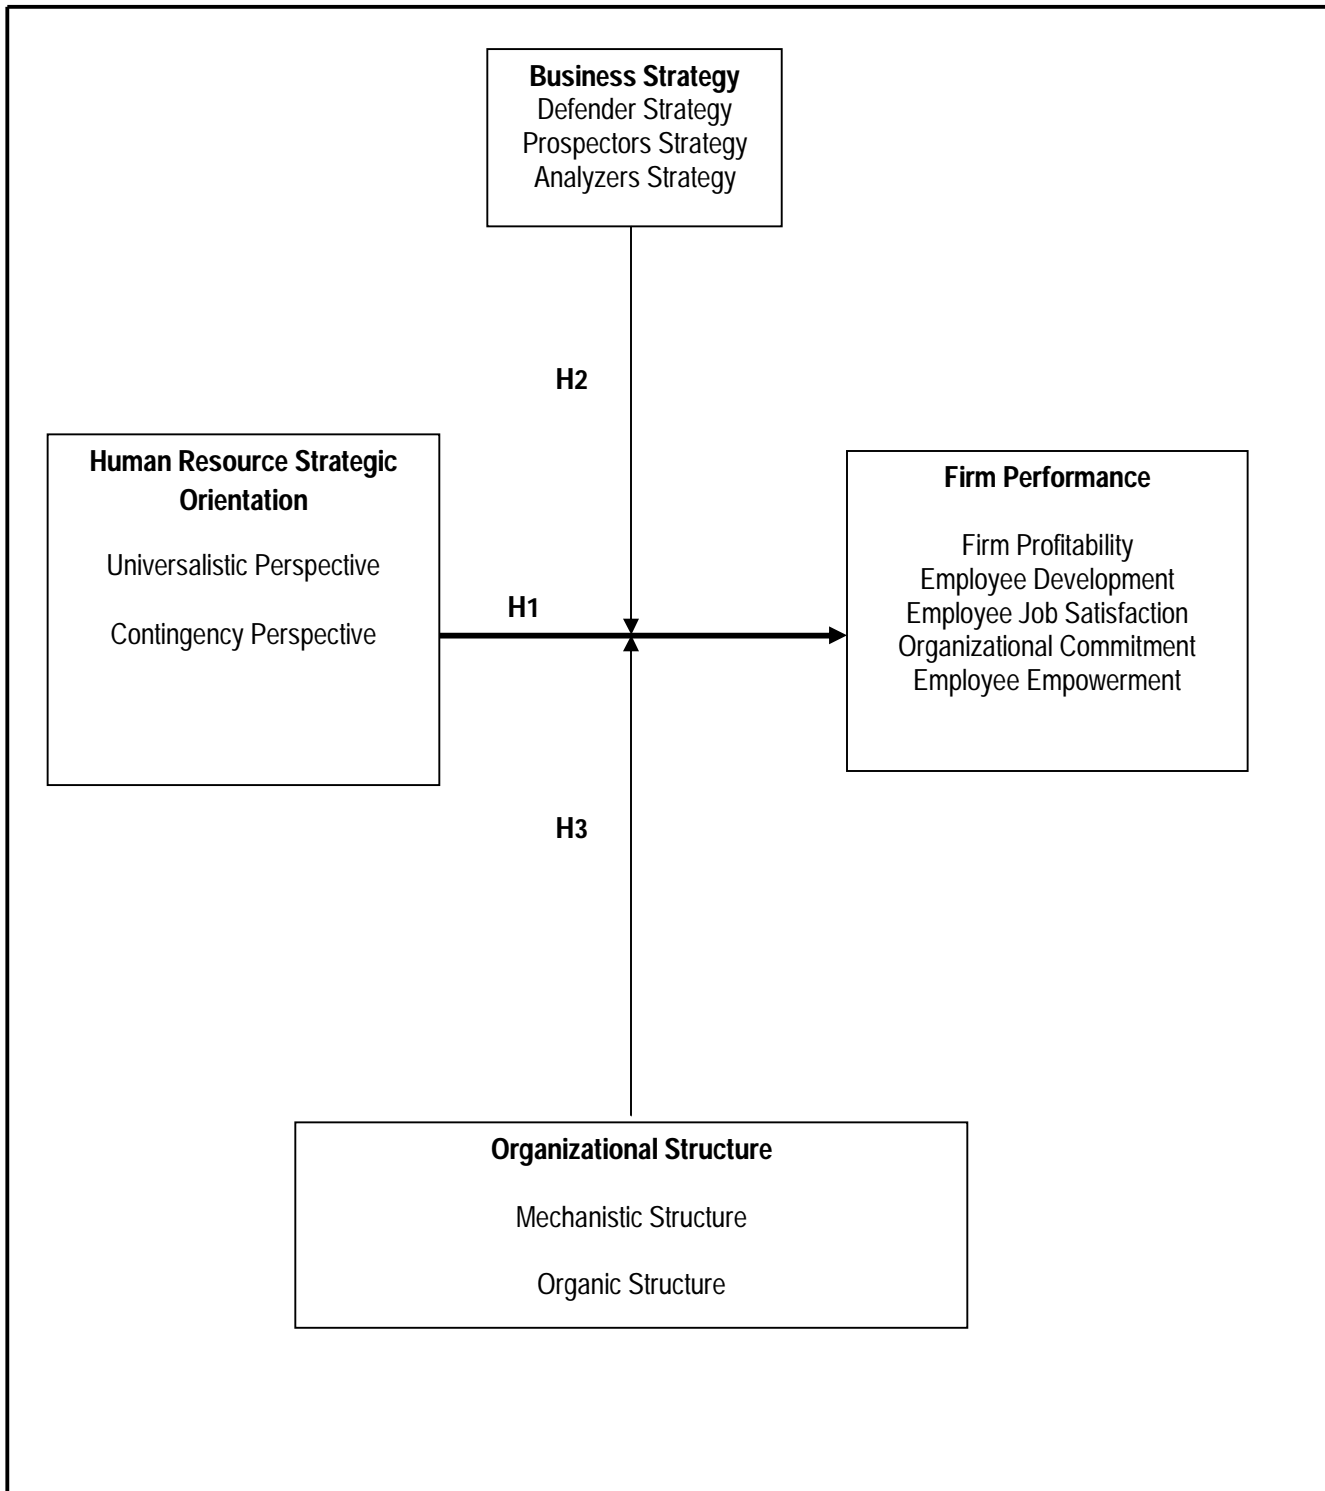 Business Strategy
Defender Strategy
Prospectors Strategy
Analyzers Strategy
H2
Human Resource Strategic
Orientation
Universalistic Perspective
Contingency Perspective
H1
Firm Performance
Firm Profitability
Employee Development
Employee Job Satisfaction
Organizational Commitment
Employee Empowerment
H3
Organizational Structure
Mechanistic Structure
Organic Structure